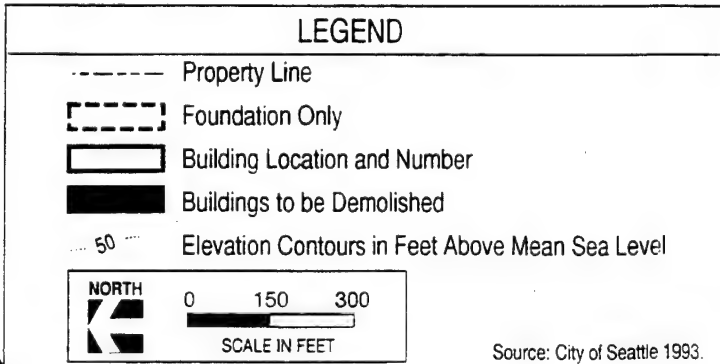 LEGEND
Property Line
Foundation Only
Building Location and Number
Buildings to be Demolished
50 Elevation Contours in Feet Above Mean Sea Level
NORTH
0 150 300
SCALE IN FEET
Source: City of Seattle 1993